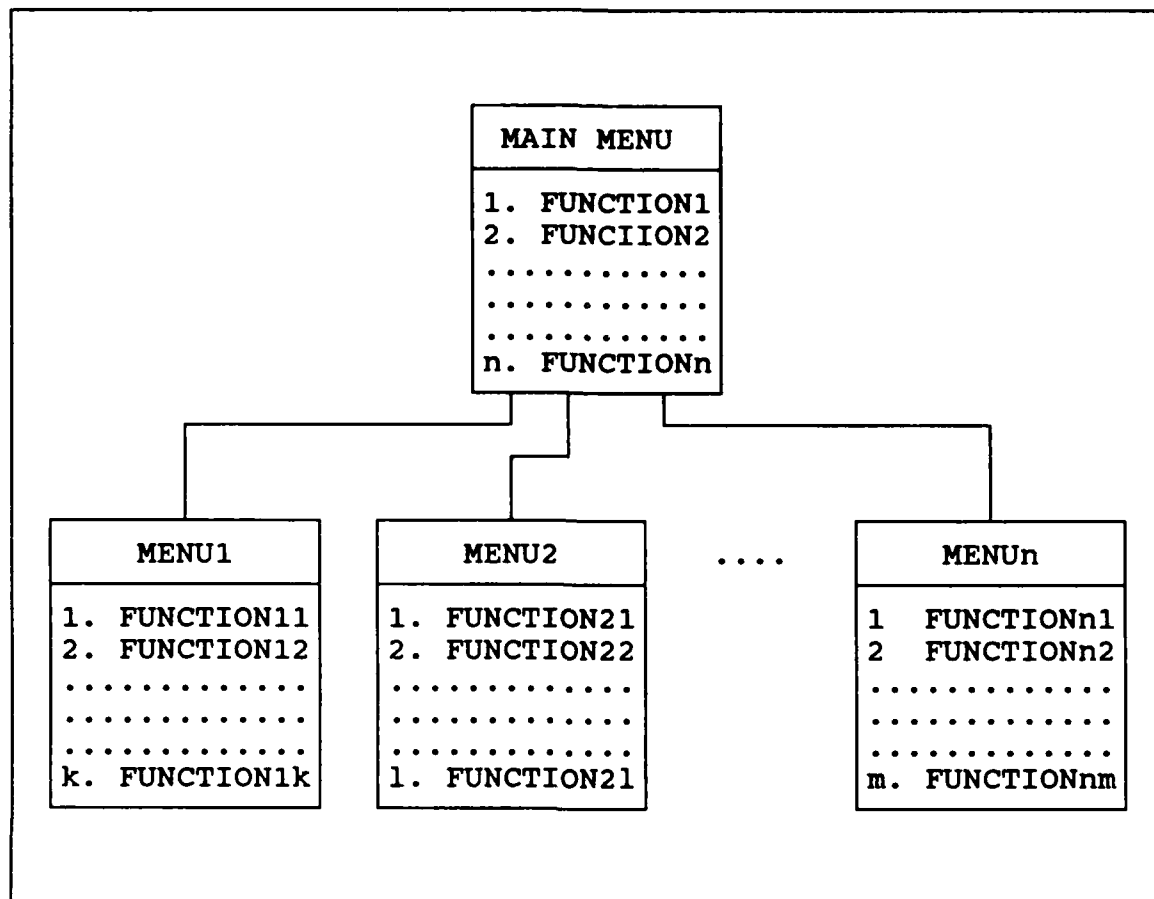 MAIN MENU
1. FUNCTION1
2. FUNCIION2
............
............
............
n. FUNCTIONn
MENU1
1. FUNCTION11
2. FUNCTION12
.............
.............
.............
k. FUNCTION1k
MENU2
1. FUNCTION21
2. FUNCTION22
.............
.............
.............
l. FUNCTION2l
....
MENUn
1 FUNCTIONn1
2 FUNCTIONn2
.............
.............
.............
m. FUNCTIONnm